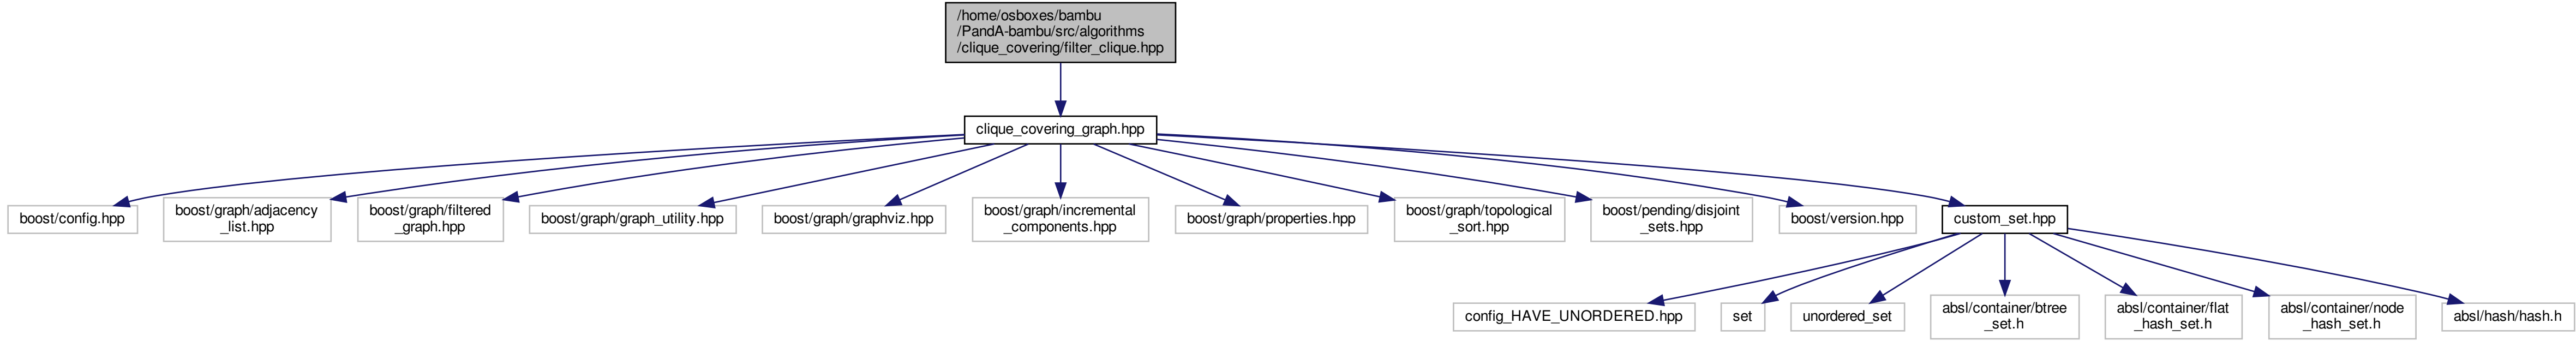 /home/osboxes/bambu
/PandA-bambu/src/algorithms
/clique_covering/filter_clique.hpp
clique_covering_graph.hpp
boost/config.hpp
boost/graph/adjacency
_list.hpp
boost/graph/filtered
_graph.hpp
boost/graph/graph_utility.hpp
boost/graph/graphviz.hpp
boost/graph/incremental
_components.hpp
boost/graph/properties.hpp
boost/graph/topological
_sort.hpp
boost/pending/disjoint
_sets.hpp
boost/version.hpp
custom_set.hpp
config_HAVE_UNORDERED.hpp
set
unordered_set
absl/container/btree
_set.h
absl/container/flat
_hash_set.h
absl/container/node
_hash_set.h
absl/hash/hash.h